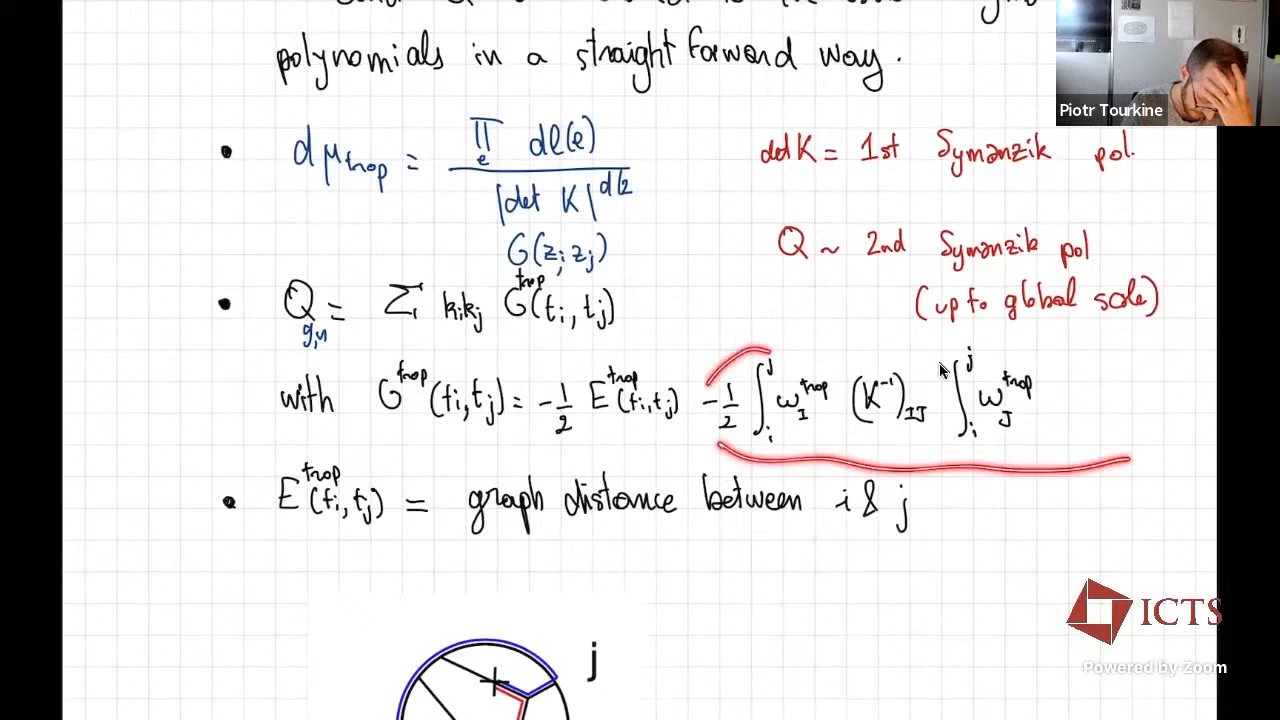 polynomials in a straight forward way.
Piotr Tourkine
• dμ_trop = ∏_e dl(e) / |det K|^{d/2}
det K = 1st Symanzik pol.
G(z_i, z_j)
Q ~ 2nd Symanzik pol
(up to global scale)
• Q_{g,n} = Σ k_i k_j G^{trop}(t_i, t_j)
with G^{trop}(t_i, t_j) = -1/2 E^{trop}(t_i, t_j) -1/2 ∫_i^j ω_I^{trop} (K^{-1})_{IJ} ∫_i^j ω_J^{trop}
• E^{trop}(t_i, t_j) = graph distance between i & j
ICTS
Powered by Zoom
j